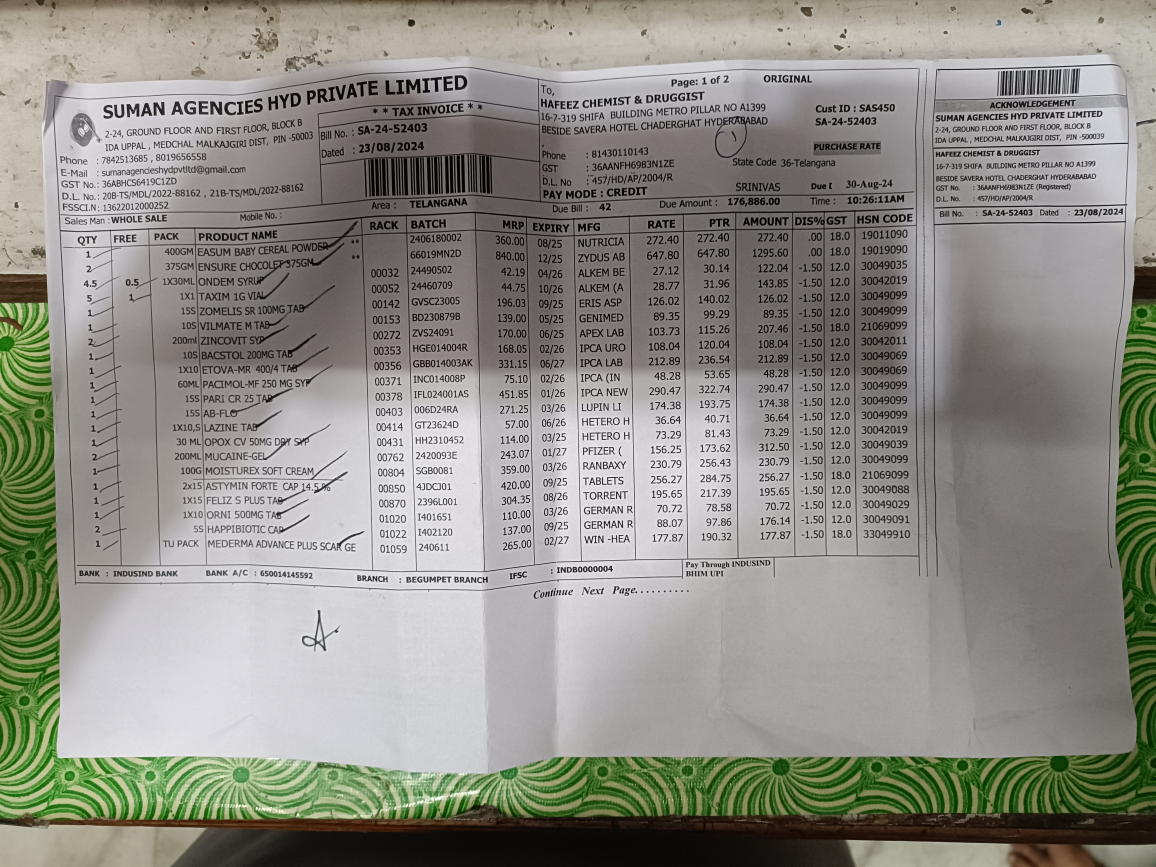 SUMAN AGENCIES HYD PRIVATE LIMITED
2-24, GROUND FLOOR AND FIRST FLOOR, BLOCK B
IDA UPPAL , MEDCHAL MALKAJGIRI DIST, PIN -50003
Phone : 7842513685 , 8019656558
E-Mail : sumanagencieshydpvtltd@gmail.com
GST No.: 36ABHCS6419C1ZD
D.L. No.: 20B-TS/MDL/2022-88162 , 21B-TS/MDL/2022-88162
FSSCI.N: 13622012000252
* * TAX INVOICE * *
Bill No. : SA-24-52403
Dated : 23/08/2024
Page: 1 of 2 ORIGINAL
To,
HAFEEZ CHEMIST & DRUGGIST
16-7-319 SHIFA BUILDING METRO PILLAR NO A1399
BESIDE SAVERA HOTEL CHADERGHAT HYDERABABAD
Cust ID : SAS450
SA-24-52403
PURCHASE RATE
1
Phone : 81430110143
GST : 36AANFH6983N1ZE
D.L. No : 457/HD/AP/2004/R
State Code 36-Telangana
PAY MODE : CREDIT SRINIVAS Due D 30-Aug-24
Sales Man : WHOLE SALE Mobile No. : Area : TELANGANA Due Bill : 42 Due Amount : 176,886.00 Time : 10:26:11AM
QTY FREE PACK PRODUCT NAME RACK BATCH MRP EXPIRY MFG RATE PTR AMOUNT DIS% GST HSN CODE
1 400GM EASUM BABY CEREAL POWDER ** 2406180002 360.00 08/25 NUTRICIA 272.40 272.40 272.40 .00 18.0 19011090
2 375GM ENSURE CHOCOLET 375GM ** 66019MN2D 840.00 12/25 ZYDUS AB 647.80 647.80 1295.60 .00 18.0 19019090
4.5 0.5 1X30ML ONDEM SYRUP 00032 24490502 42.19 04/26 ALKEM BE 27.12 30.14 122.04 -1.50 12.0 30049035
5 1 1X1 TAXIM 1G VIAL 00052 24460709 44.75 10/26 ALKEM (A 28.77 31.96 143.85 -1.50 12.0 30042019
1 15S ZOMELIS SR 100MG TAB 00142 GVSC23005 196.03 09/25 ERIS ASP 126.02 140.02 126.02 -1.50 12.0 30049099
1 10S VILMATE M TAB 00153 BD230879B 139.00 05/25 GENIMED 89.35 99.29 89.35 -1.50 12.0 30049099
2 200ml ZINCOVIT SYP 00272 ZVS24091 170.00 06/25 APEX LAB 103.73 115.26 207.46 -1.50 18.0 21069099
1 10S BACSTOL 200MG TAB 00353 HGE014004R 168.05 02/26 IPCA URO 108.04 120.04 108.04 -1.50 12.0 30042011
1 1X10 ETOVA-MR 400/4 TAB 00356 GBB014003AK 331.15 06/27 IPCA LAB 212.89 236.54 212.89 -1.50 12.0 30049069
1 60ML PACIMOL-MF 250 MG SYP 00371 INC014008P 75.10 02/26 IPCA (IN 48.28 53.65 48.28 -1.50 12.0 30049069
1 15S PARI CR 25 TAB 00378 IFL024001AS 451.85 01/26 IPCA NEW 290.47 322.74 290.47 -1.50 12.0 30049099
1 15S AB-FLO 00403 006D24RA 271.25 03/26 LUPIN LI 174.38 193.75 174.38 -1.50 12.0 30049099
1 1X10,S LAZINE TAB 00414 GT23624D 57.00 06/26 HETERO H 36.64 40.71 36.64 -1.50 12.0 30049099
1 30 ML OPOX CV 50MG DRY SYP 00431 HH2310452 114.00 03/25 HETERO H 73.29 81.43 73.29 -1.50 12.0 30042019
2 200ML MUCAINE-GEL 00762 2420093E 243.07 01/27 PFIZER ( 156.25 173.62 312.50 -1.50 12.0 30049039
1 100G MOISTUREX SOFT CREAM 00804 SGB0081 359.00 03/26 RANBAXY 230.79 256.43 230.79 -1.50 12.0 30049099
1 2x15 ASTYMIN FORTE CAP 14.5 % 00850 4JDCJ01 420.00 09/25 TABLETS 256.27 284.75 256.27 -1.50 18.0 21069099
1 1X15 FELIZ S PLUS TAB 00870 2396L001 304.35 08/26 TORRENT 195.65 217.39 195.65 -1.50 12.0 30049088
1 1X10 ORNI 500MG TAB 01020 I401651 110.00 03/26 GERMAN R 70.72 78.58 70.72 -1.50 12.0 30049029
2 5S HAPPIBIOTIC CAP 01022 I402120 137.00 09/25 GERMAN R 88.07 97.86 176.14 -1.50 12.0 30049091
1 TU PACK MEDERMA ADVANCE PLUS SCAR GE 01059 240611 265.00 02/27 WIN -HEA 177.87 190.32 177.87 -1.50 18.0 33049910
BANK : INDUSIND BANK BANK A/C : 650014145592 BRANCH : BEGUMPET BRANCH IFSC : INDB0000004 Pay Through INDUSIND
BHIM UPI
Continue Next Page.........
ACKNOWLEDGEMENT
SUMAN AGENCIES HYD PRIVATE LIMITED
2-24, GROUND FLOOR AND FIRST FLOOR, BLOCK B
IDA UPPAL , MEDCHAL MALKAJGIRI DIST, PIN -500039
HAFEEZ CHEMIST & DRUGGIST
16-7-319 SHIFA BUILDING METRO PILLAR NO A1399
BESIDE SAVERA HOTEL CHADERGHAT HYDERABABAD
GST No. : 36AANFH6983N1ZE (Registered)
D.L. No. : 457/HD/AP/2004/R
Bill No. : SA-24-52403 Dated : 23/08/2024